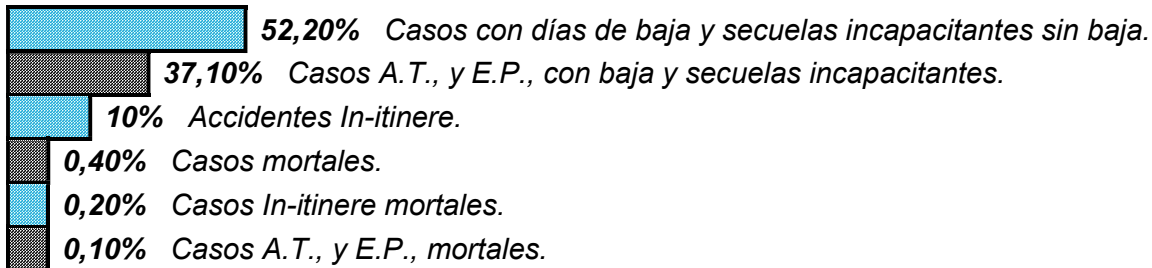 52,20% Casos con días de baja y secuelas incapacitantes sin baja.
37,10% Casos A.T., y E.P., con baja y secuelas incapacitantes.
10% Accidentes In-itinere.
0,40% Casos mortales.
0,20% Casos In-itinere mortales.
0,10% Casos A.T., y E.P., mortales.